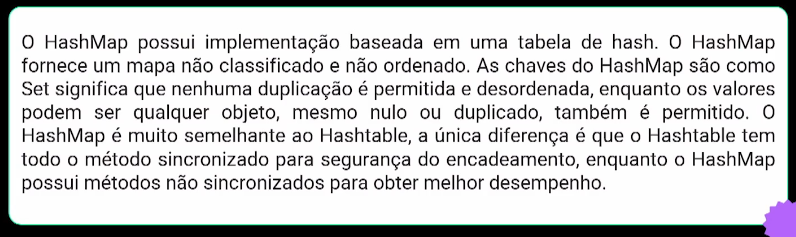 O HashMap possui implementação baseada em uma tabela de hash. O HashMap
fornece um mapa não classificado e não ordenado. As chaves do HashMap são como
Set significa que nenhuma duplicação é permitida e desordenada, enquanto os valores
podem ser qualquer objeto, mesmo nulo ou duplicado, também é permitido. O
HashMap é muito semelhante ao Hashtable, a única diferença é que o Hashtable tem
todo o método sincronizado para segurança do encadeamento, enquanto o HashMap
possui métodos não sincronizados para obter melhor desempenho.